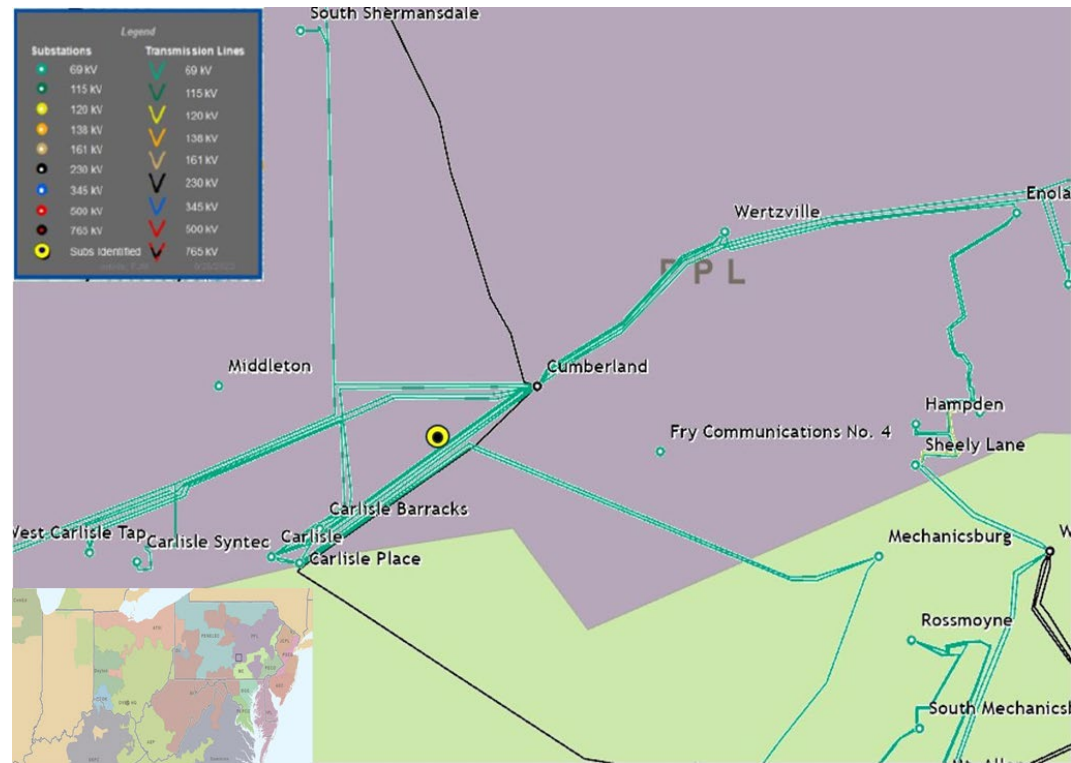 South Shermansdale
Legend
Substations
Transmission Lines
69 kV
69 kV
115 kV
115 kV
120 kV
120 kV
138 kV
138 kV
161 kV
161 kV
230 kV
230 kV
345 kV
345 kV
500 kV
500 kV
765 kV
765 kV
Subs Identified
Enola
Wertzville
PPL
Middleton
Cumberland
Hampden
Fry Communications No. 4
Sheely Lane
Carlisle Barracks
West Carlisle Tap
Carlisle Syntec
Carlisle
Mechanicsburg
W
Carlisle Place
Rossmoyne
South Mechanicsb